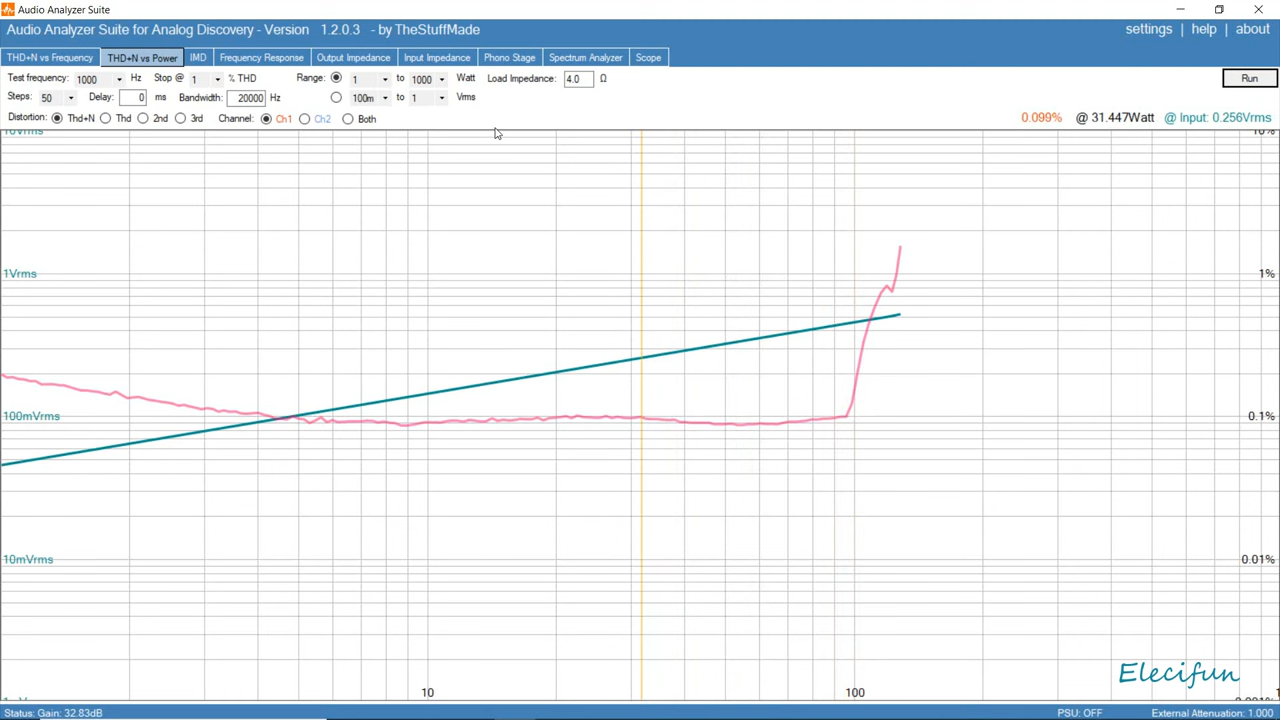 Audio Analyzer Suite
Audio Analyzer Suite for Analog Discovery - Version 1.2.0.3 - by TheStuffMade
settings | help | about
THD+N vs Frequency THD+N vs Power IMD Frequency Response Output Impedance Input Impedance Phono Stage Spectrum Analyzer Scope
Test frequency: 1000 Hz Stop @ 1 % THD Range: 1 to 1000 Watt Load Impedance: 4.0 Ω Run
Steps: 50 Delay: 0 ms Bandwidth: 20000 Hz 100m to 1 Vrms
Distortion: Thd+N Thd 2nd 3rd Channel: Ch1 Ch2 Both 0.099% @ 31.447Watt @ Input: 0.256Vrms
10Vrms 10%
1Vrms 1%
100mVrms 0.1%
10mVrms 0.01%
Elecifun
10 100
Status: Gain: 32.83dB PSU: OFF External Attenuation: 1.000